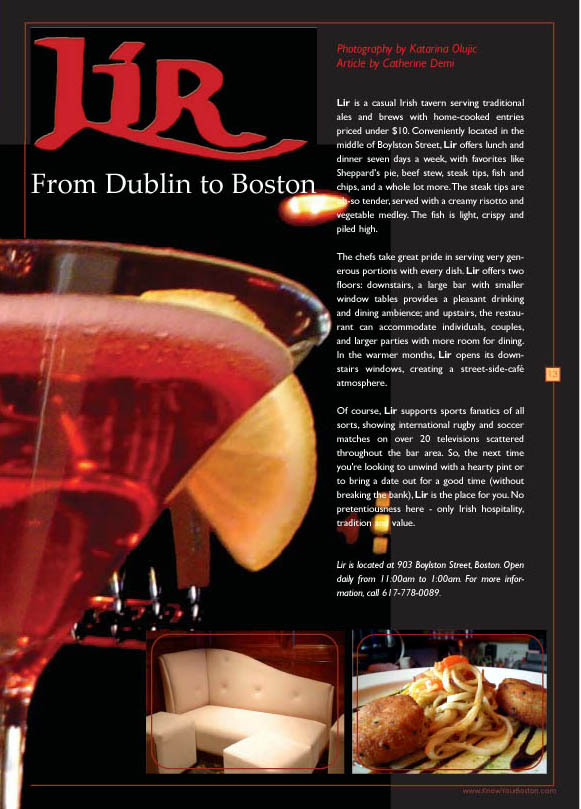 LíR
From Dublin to Boston
Photography by Katarina Olujic
Article by Catherine Demi
Lir is a casual Irish tavern serving traditional
ales and brews with home-cooked entries
priced under $10. Conveniently located in the
middle of Boylston Street, Lir offers lunch and
dinner seven days a week, with favorites like
Sheppard's pie, beef stew, steak tips, fish and
chips, and a whole lot more. The steak tips are
oh-so tender, served with a creamy risotto and
vegetable medley. The fish is light, crispy and
piled high.
The chefs take great pride in serving very gen-
erous portions with every dish. Lir offers two
floors: downstairs, a large bar with smaller
window tables provides a pleasant drinking
and dining ambience; and upstairs, the restau-
rant can accommodate individuals, couples,
and larger parties with more room for dining.
In the warmer months, Lir opens its down-
stairs windows, creating a street-side-café
atmosphere.
Of course, Lir supports sports fanatics of all
sorts, showing international rugby and soccer
matches on over 20 televisions scattered
throughout the bar area. So, the next time
you're looking to unwind with a hearty pint or
to bring a date out for a good time (without
breaking the bank), Lir is the place for you. No
pretentiousness here - only Irish hospitality,
tradition and value.
Lir is located at 903 Boylston Street, Boston. Open
daily from 11:00am to 1:00am. For more infor-
mation, call 617-778-0089.
13
www.KnowYourBoston.com